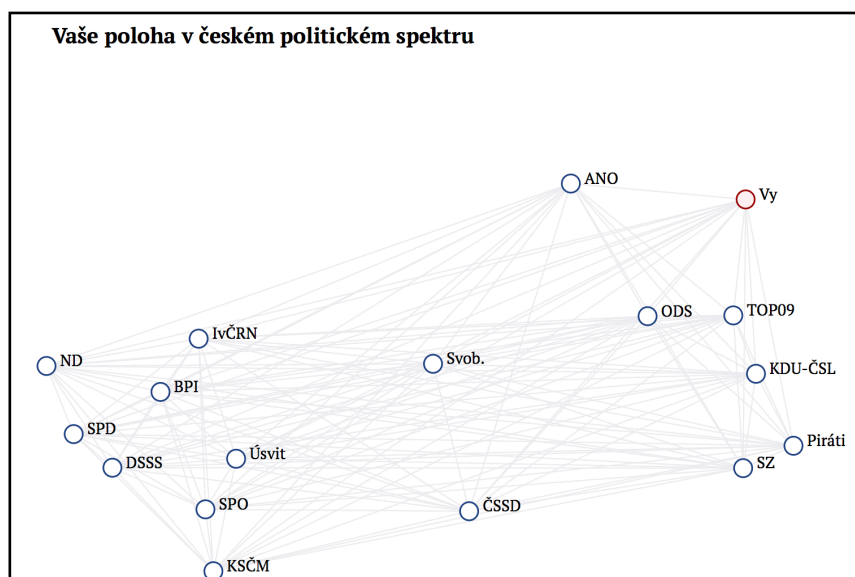 Vaše poloha v českém politickém spektru
ANO
Vy
ODS
TOP09
IvČRN
Svob.
ND
KDU-ČSL
BPI
SPD
Piráti
Úsvit
DSSS
SZ
SPO
ČSSD
KSČM